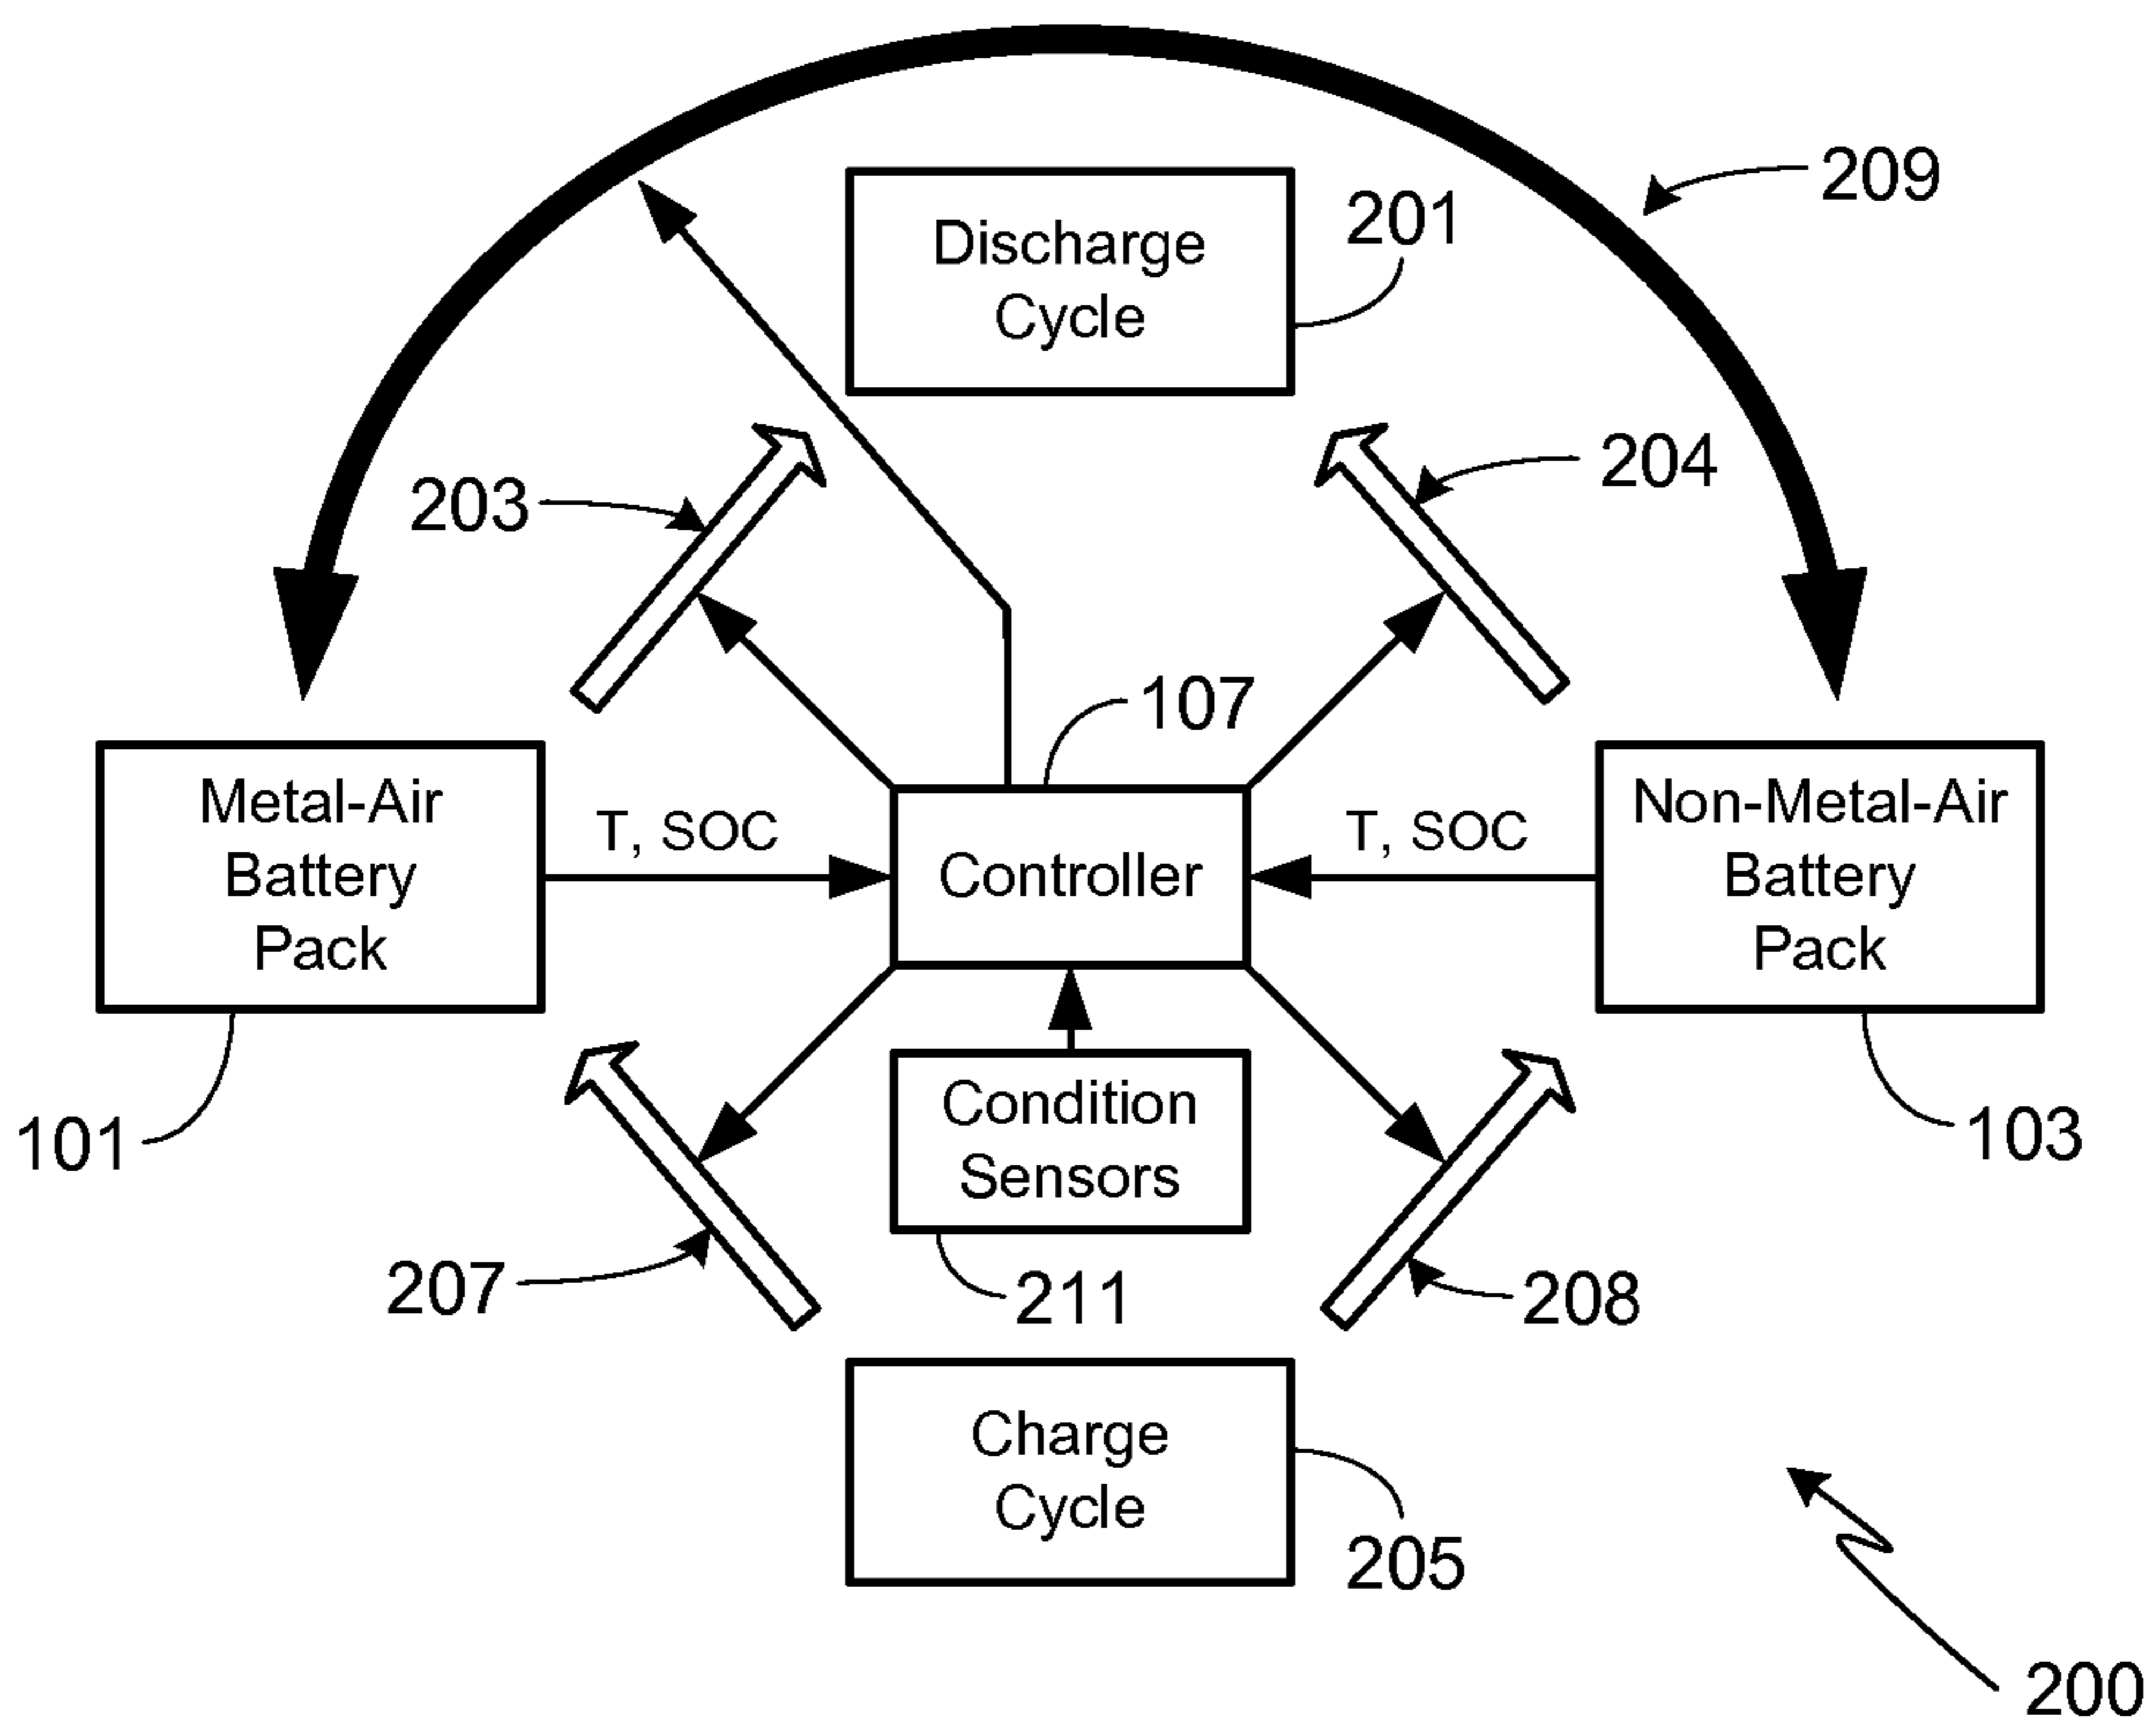 209
Discharge
Cycle
201
203
204
107
Metal-Air
Battery
Pack
T, SOC
Controller
T, SOC
Non-Metal-Air
Battery
Pack
101
Condition
Sensors
103
207
211
208
Charge
Cycle
205
200